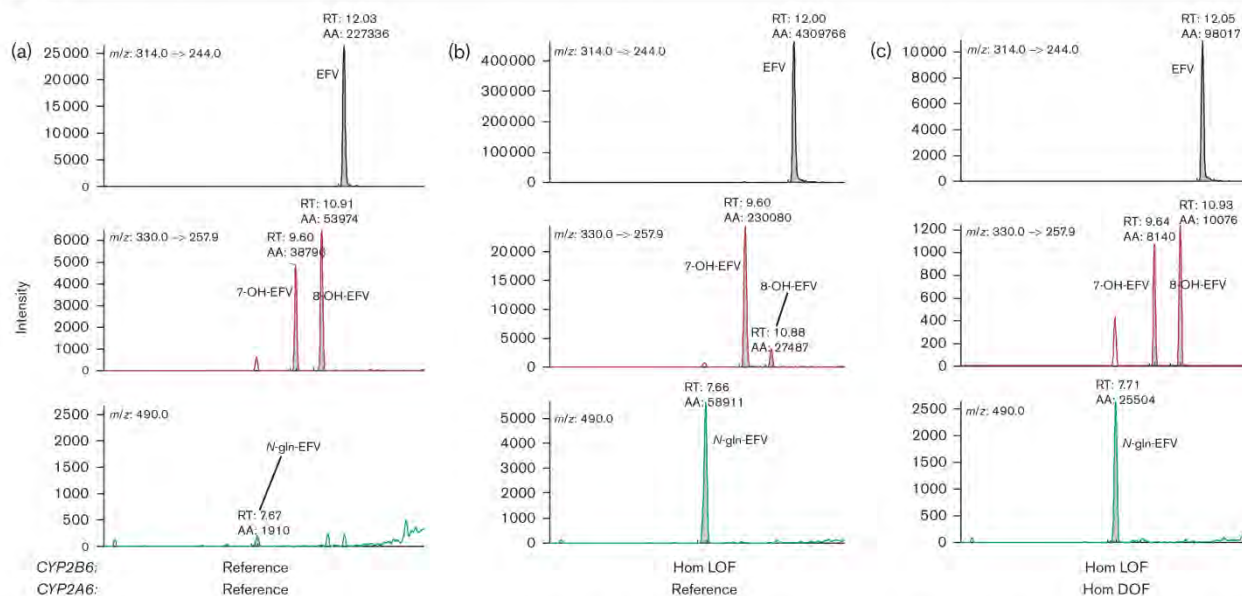 (a)
RT: 12.03
AA: 227336
m/z: 314.0 -> 244.0
EFV
25000
20000
15000
10000
5000
0
RT: 10.91
AA: 53974
m/z: 330.0 -> 257.9
RT: 9.60
AA: 38790
7-OH-EFV
8-OH-EFV
6000
5000
4000
3000
2000
1000
0
Intensity
m/z: 490.0
N-gln-EFV
RT: 7.67
AA: 1910
2500
2000
1500
1000
500
0
(b)
RT: 12.00
AA: 4309766
m/z: 314.0 -> 244.0
EFV
400000
300000
200000
100000
0
RT: 9.60
AA: 230080
m/z: 330.0 -> 257.9
7-OH-EFV
8-OH-EFV
RT: 10.88
AA: 27487
20000
15000
10000
5000
0
RT: 7.66
AA: 58911
m/z: 490.0
N-gln-EFV
5000
4000
3000
2000
1000
0
(c)
RT: 12.05
AA: 98017
m/z: 314.0 -> 244.0
EFV
10000
8000
6000
4000
2000
0
RT: 10.93
AA: 10076
m/z: 330.0 -> 257.9
RT: 9.64
AA: 8140
7-OH-EFV
8-OH-EFV
1200
1000
800
600
400
200
0
RT: 7.71
AA: 25504
m/z: 490.0
N-gln-EFV
2500
2000
1500
1000
500
0
CYP2B6: Reference Hom LOF Hom LOF
CYP2A6: Reference Reference Hom DOF